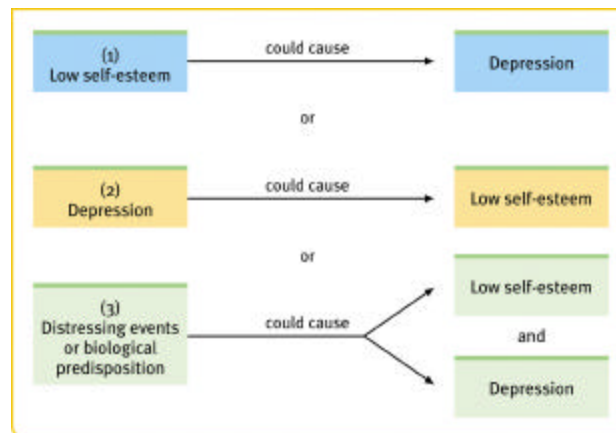 (1)
Low self-esteem
could cause
Depression
or
(2)
Depression
could cause
Low self-esteem
or
(3)
Distressing events
or biological
predisposition
could cause
Low self-esteem
and
Depression